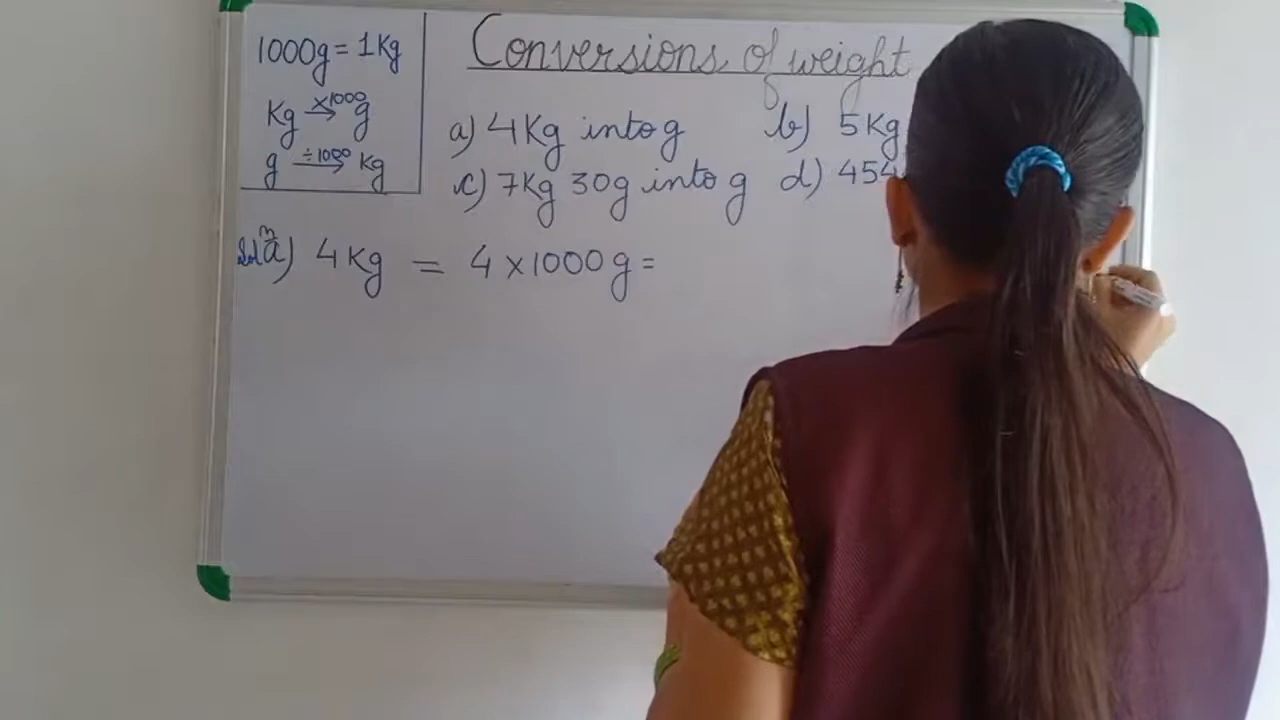 1000g = 1Kg
Kg ×1000→ g
g ÷1000→ kg
Conversions of weight
a) 4Kg into g b) 5Kg
c) 7Kg 30g into g d) 454
Solⁿ a) 4Kg = 4 × 1000g =